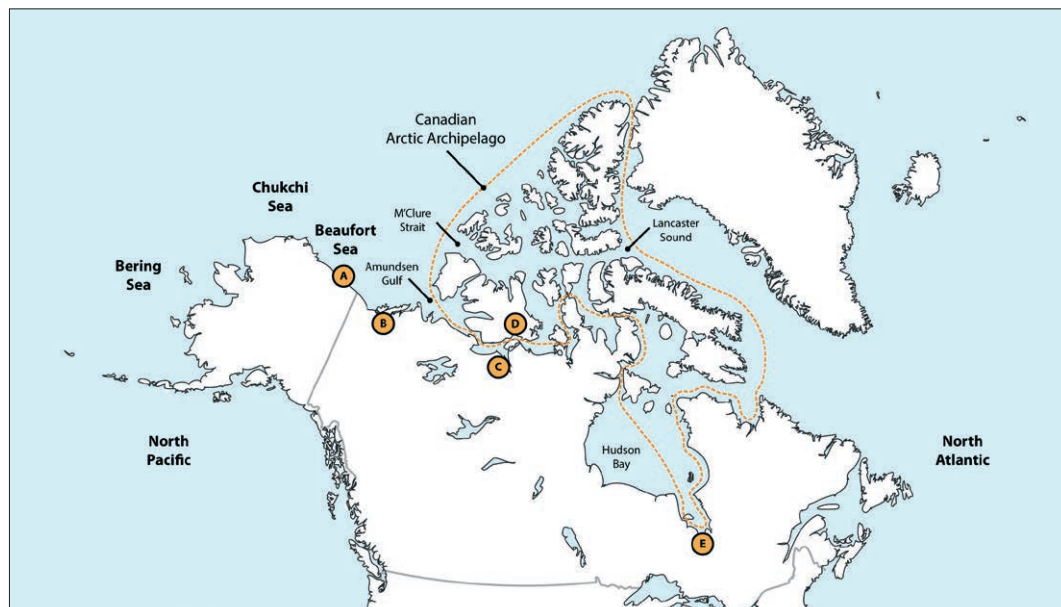 Canadian
Arctic Archipelago
Chukchi
Sea
M'Clure
Strait
Lancaster
Sound
Beaufort
Sea
Bering
Sea
Amundsen
Gulf
A
B
D
C
North
Pacific
Hudson
Bay
North
Atlantic
E